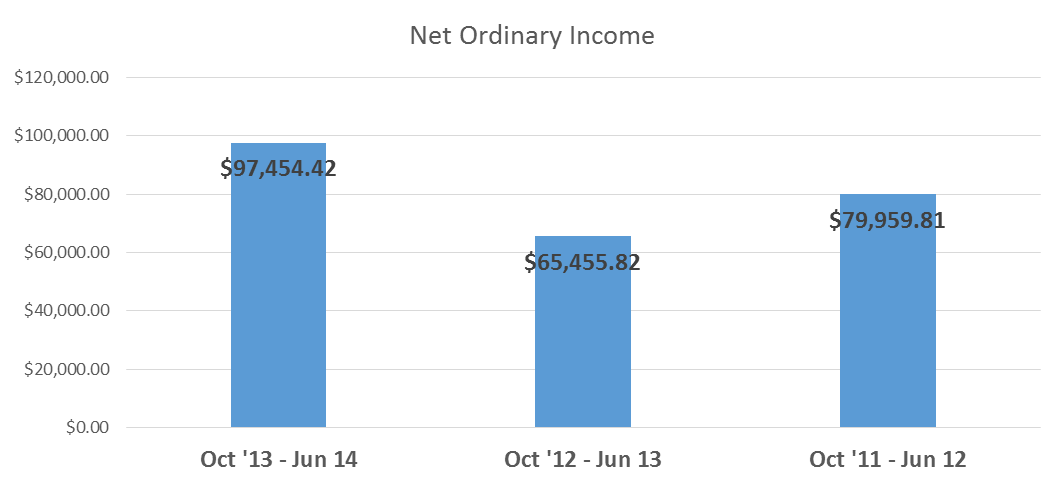 Net Ordinary Income
$120,000.00
$100,000.00
$80,000.00
$60,000.00
$40,000.00
$20,000.00
$0.00
$97,454.42
$65,455.82
$79,959.81
Oct '13 - Jun 14
Oct '12 - Jun 13
Oct '11 - Jun 12